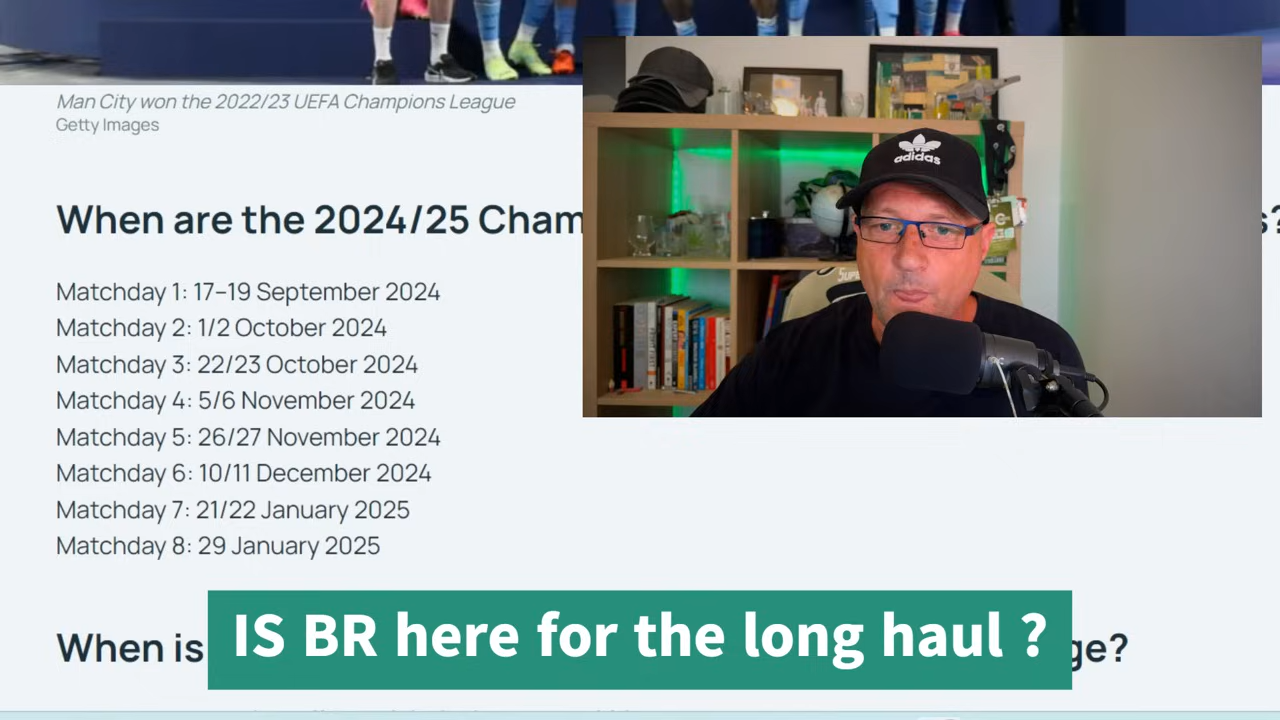 Man City won the 2022/23 UEFA Champions League
Getty Images
When are the 2024/25 Cham
s?
adidas
SUPE
Matchday 1: 17–19 September 2024
Matchday 2: 1/2 October 2024
Matchday 3: 22/23 October 2024
Matchday 4: 5/6 November 2024
Matchday 5: 26/27 November 2024
Matchday 6: 10/11 December 2024
Matchday 7: 21/22 January 2025
Matchday 8: 29 January 2025
When is
ge?
IS BR here for the long haul ?